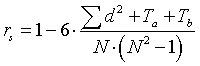 r_s = 1 − 6 · (∑ d² + T_a + T_b) / (N · (N² − 1))